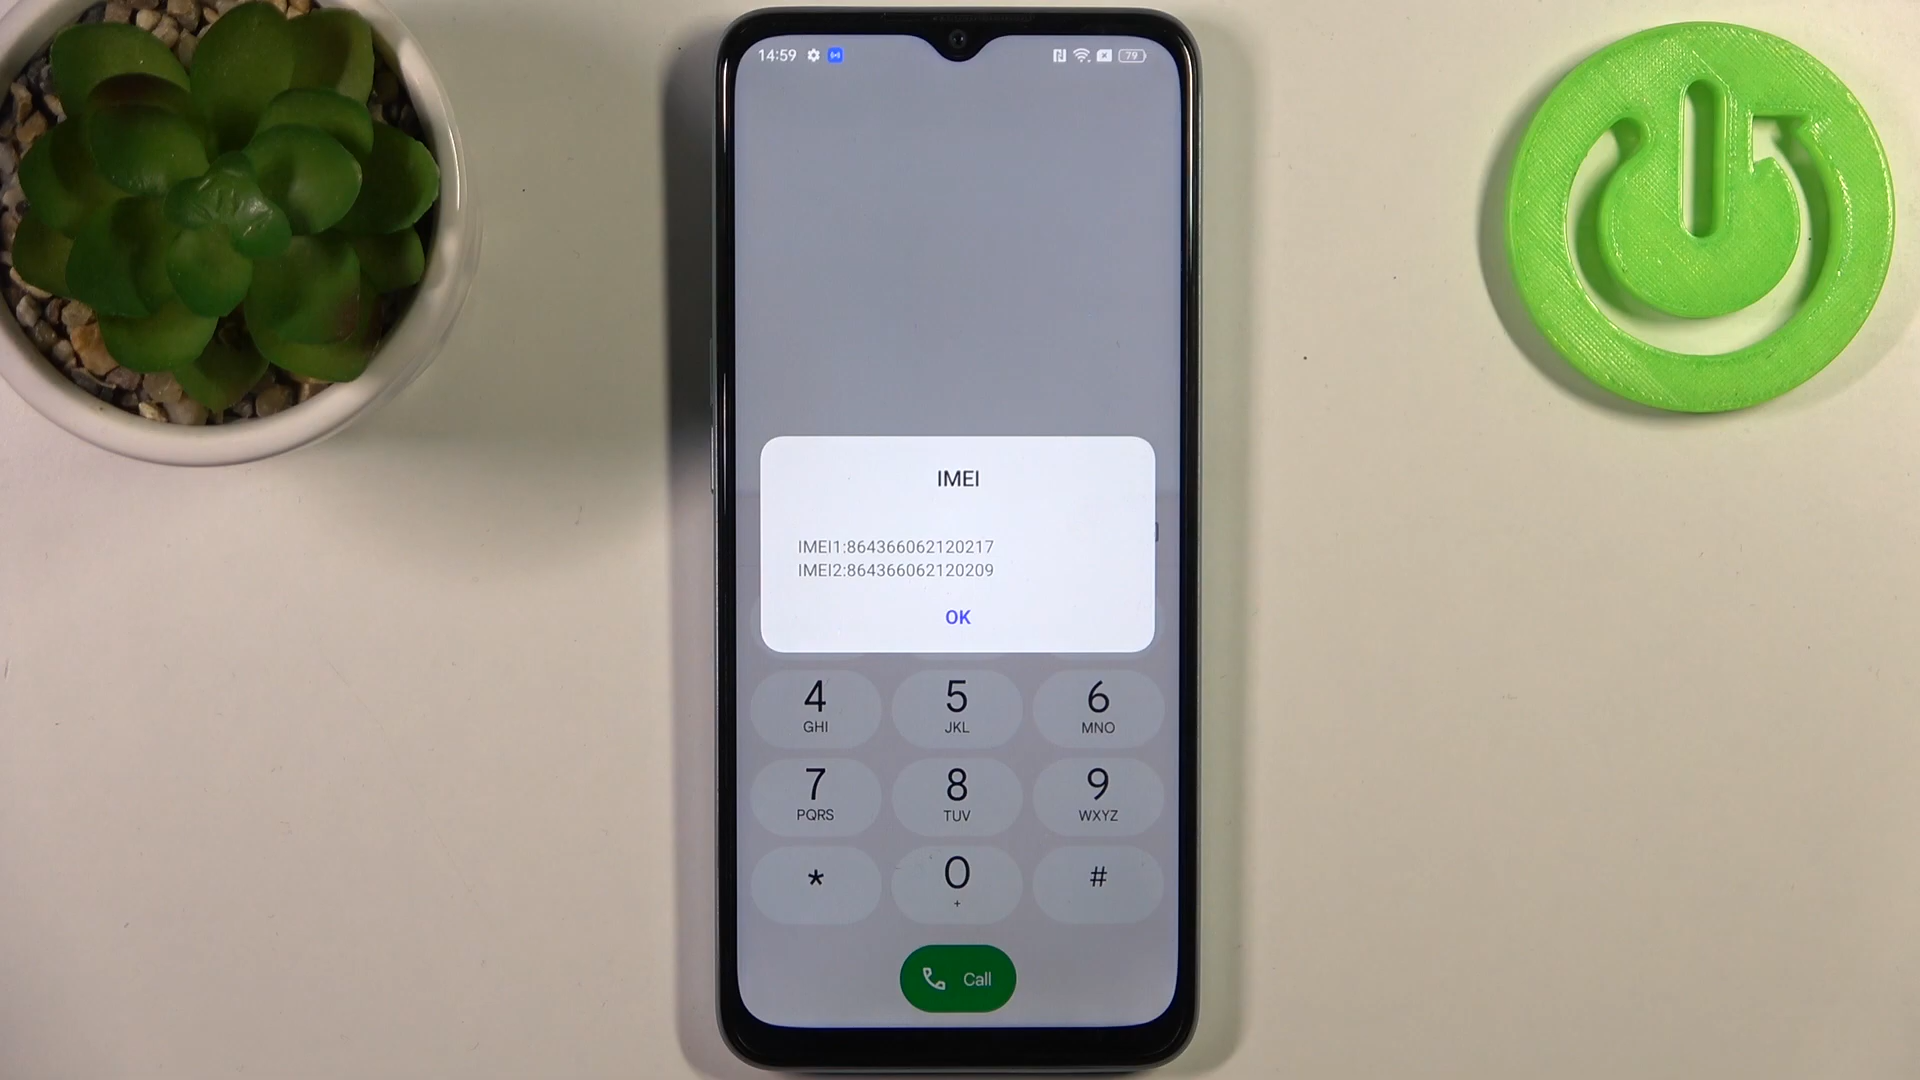 14:59
79
IMEI
IMEI1:864366062120217
IMEI2:864366062120209
OK
4 5 6
GHI JKL MNO
7 8 9
PQRS TUV WXYZ
* 0 #
+
Call